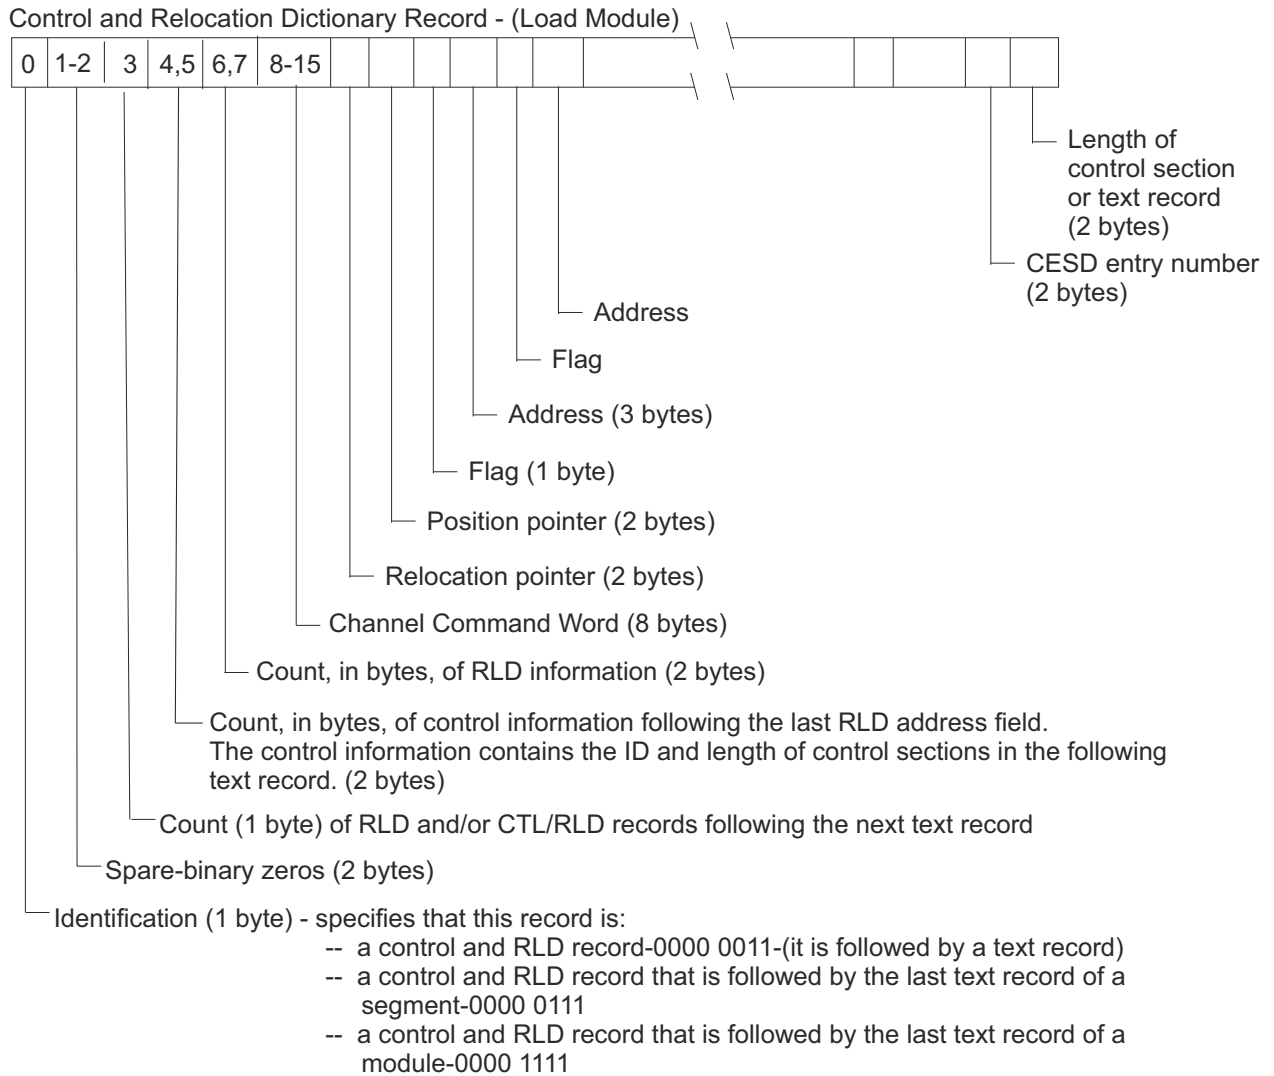 Control and Relocation Dictionary Record - (Load Module)
0 1-2 3 4,5 6,7 8-15
Length of
control section
or text record
(2 bytes)
CESD entry number
(2 bytes)
Address
Flag
Address (3 bytes)
Flag (1 byte)
Position pointer (2 bytes)
Relocation pointer (2 bytes)
Channel Command Word (8 bytes)
Count, in bytes, of RLD information (2 bytes)
Count, in bytes, of control information following the last RLD address field.
The control information contains the ID and length of control sections in the following
text record. (2 bytes)
Count (1 byte) of RLD and/or CTL/RLD records following the next text record
Spare-binary zeros (2 bytes)
Identification (1 byte) - specifies that this record is:
-- a control and RLD record-0000 0011-(it is followed by a text record)
-- a control and RLD record that is followed by the last text record of a
segment-0000 0111
-- a control and RLD record that is followed by the last text record of a
module-0000 1111